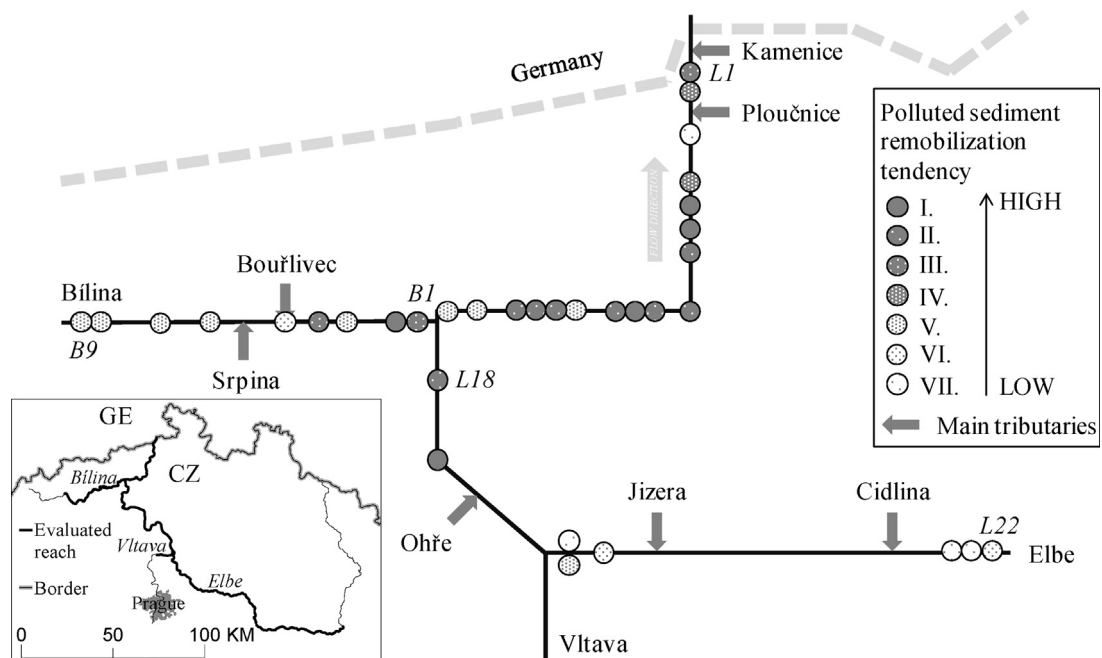 Kamenice
Germany
L1
Ploučnice
Polluted sediment
remobilization
tendency
I.
HIGH
II.
III.
IV.
V.
VI.
VII.
LOW
Main tributaries
FLOW DIRECTION
Bouřlivec
Bílina
B1
B9
Srpina
L18
Jizera
Cidlina
L22
Ohře
Elbe
Vltava
GE
CZ
Bílina
Evaluated
reach
Vltava
Border
Elbe
Prague
0 50 100 KM